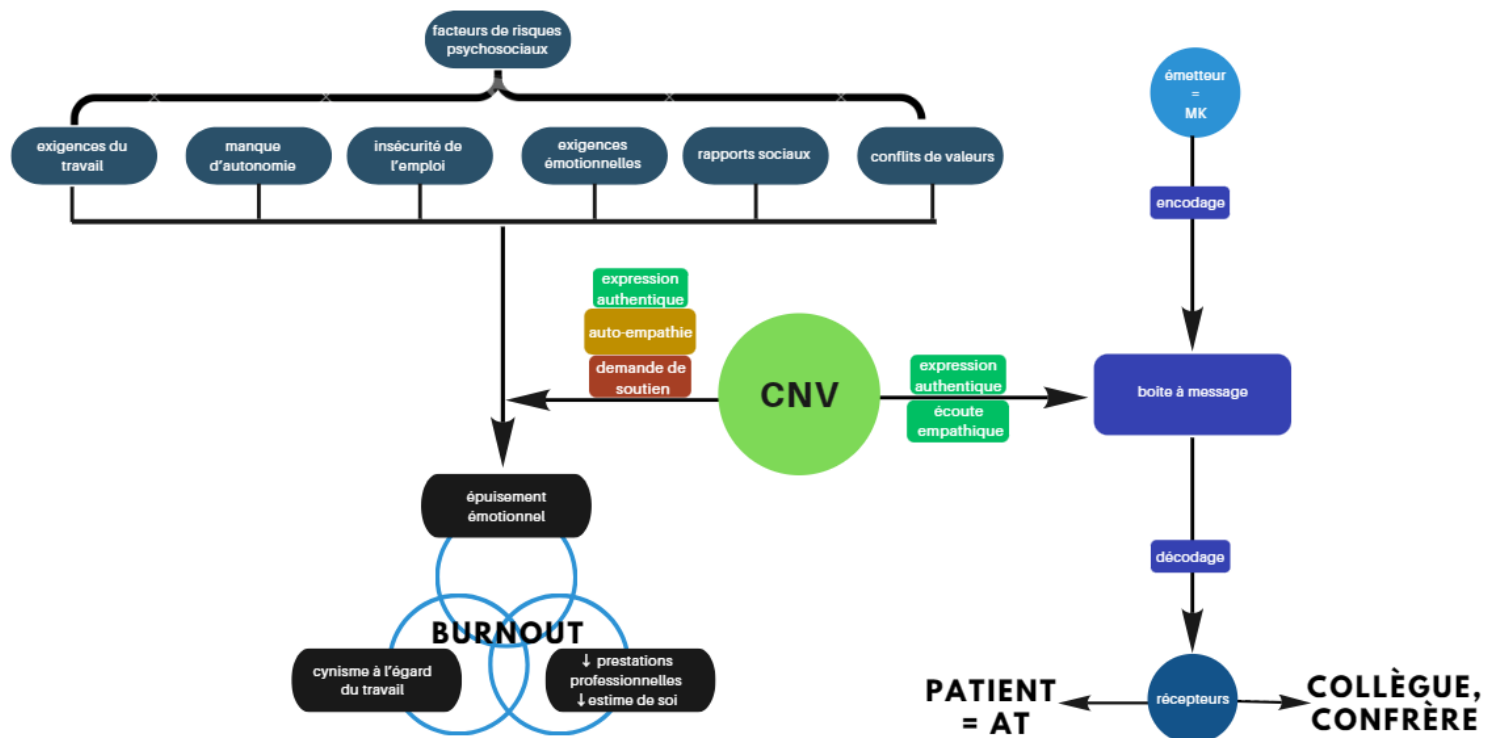 facteurs de risques
psychosociaux
exigences du
travail
manque
d'autonomie
insécurité de
l'emploi
exigences
émotionnelles
rapports sociaux
conflits de valeurs
émetteur
=
MK
encodage
expression
authentique
auto-empathie
demande de
soutien
CNV
expression
authentique
écoute
empathique
boite à message
épuisement
émotionnel
BURNOUT
cynisme à l'égard
du travail
↓ prestations
professionnelles
↓estime de soi
décodage
récepteurs
PATIENT
= AT
COLLÈGUE,
CONFRÈRE